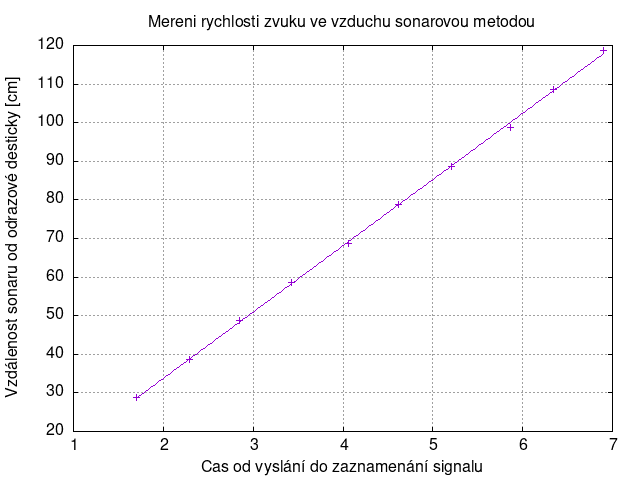 Mereni rychlosti zvuku ve vzduchu sonarovou metodou
120
110
100
90
80
70
60
50
40
30
20
1 2 3 4 5 6 7
Cas od vyslání do zaznamenání signalu
Vzdálenost sonaru od odrazové desticky [cm]